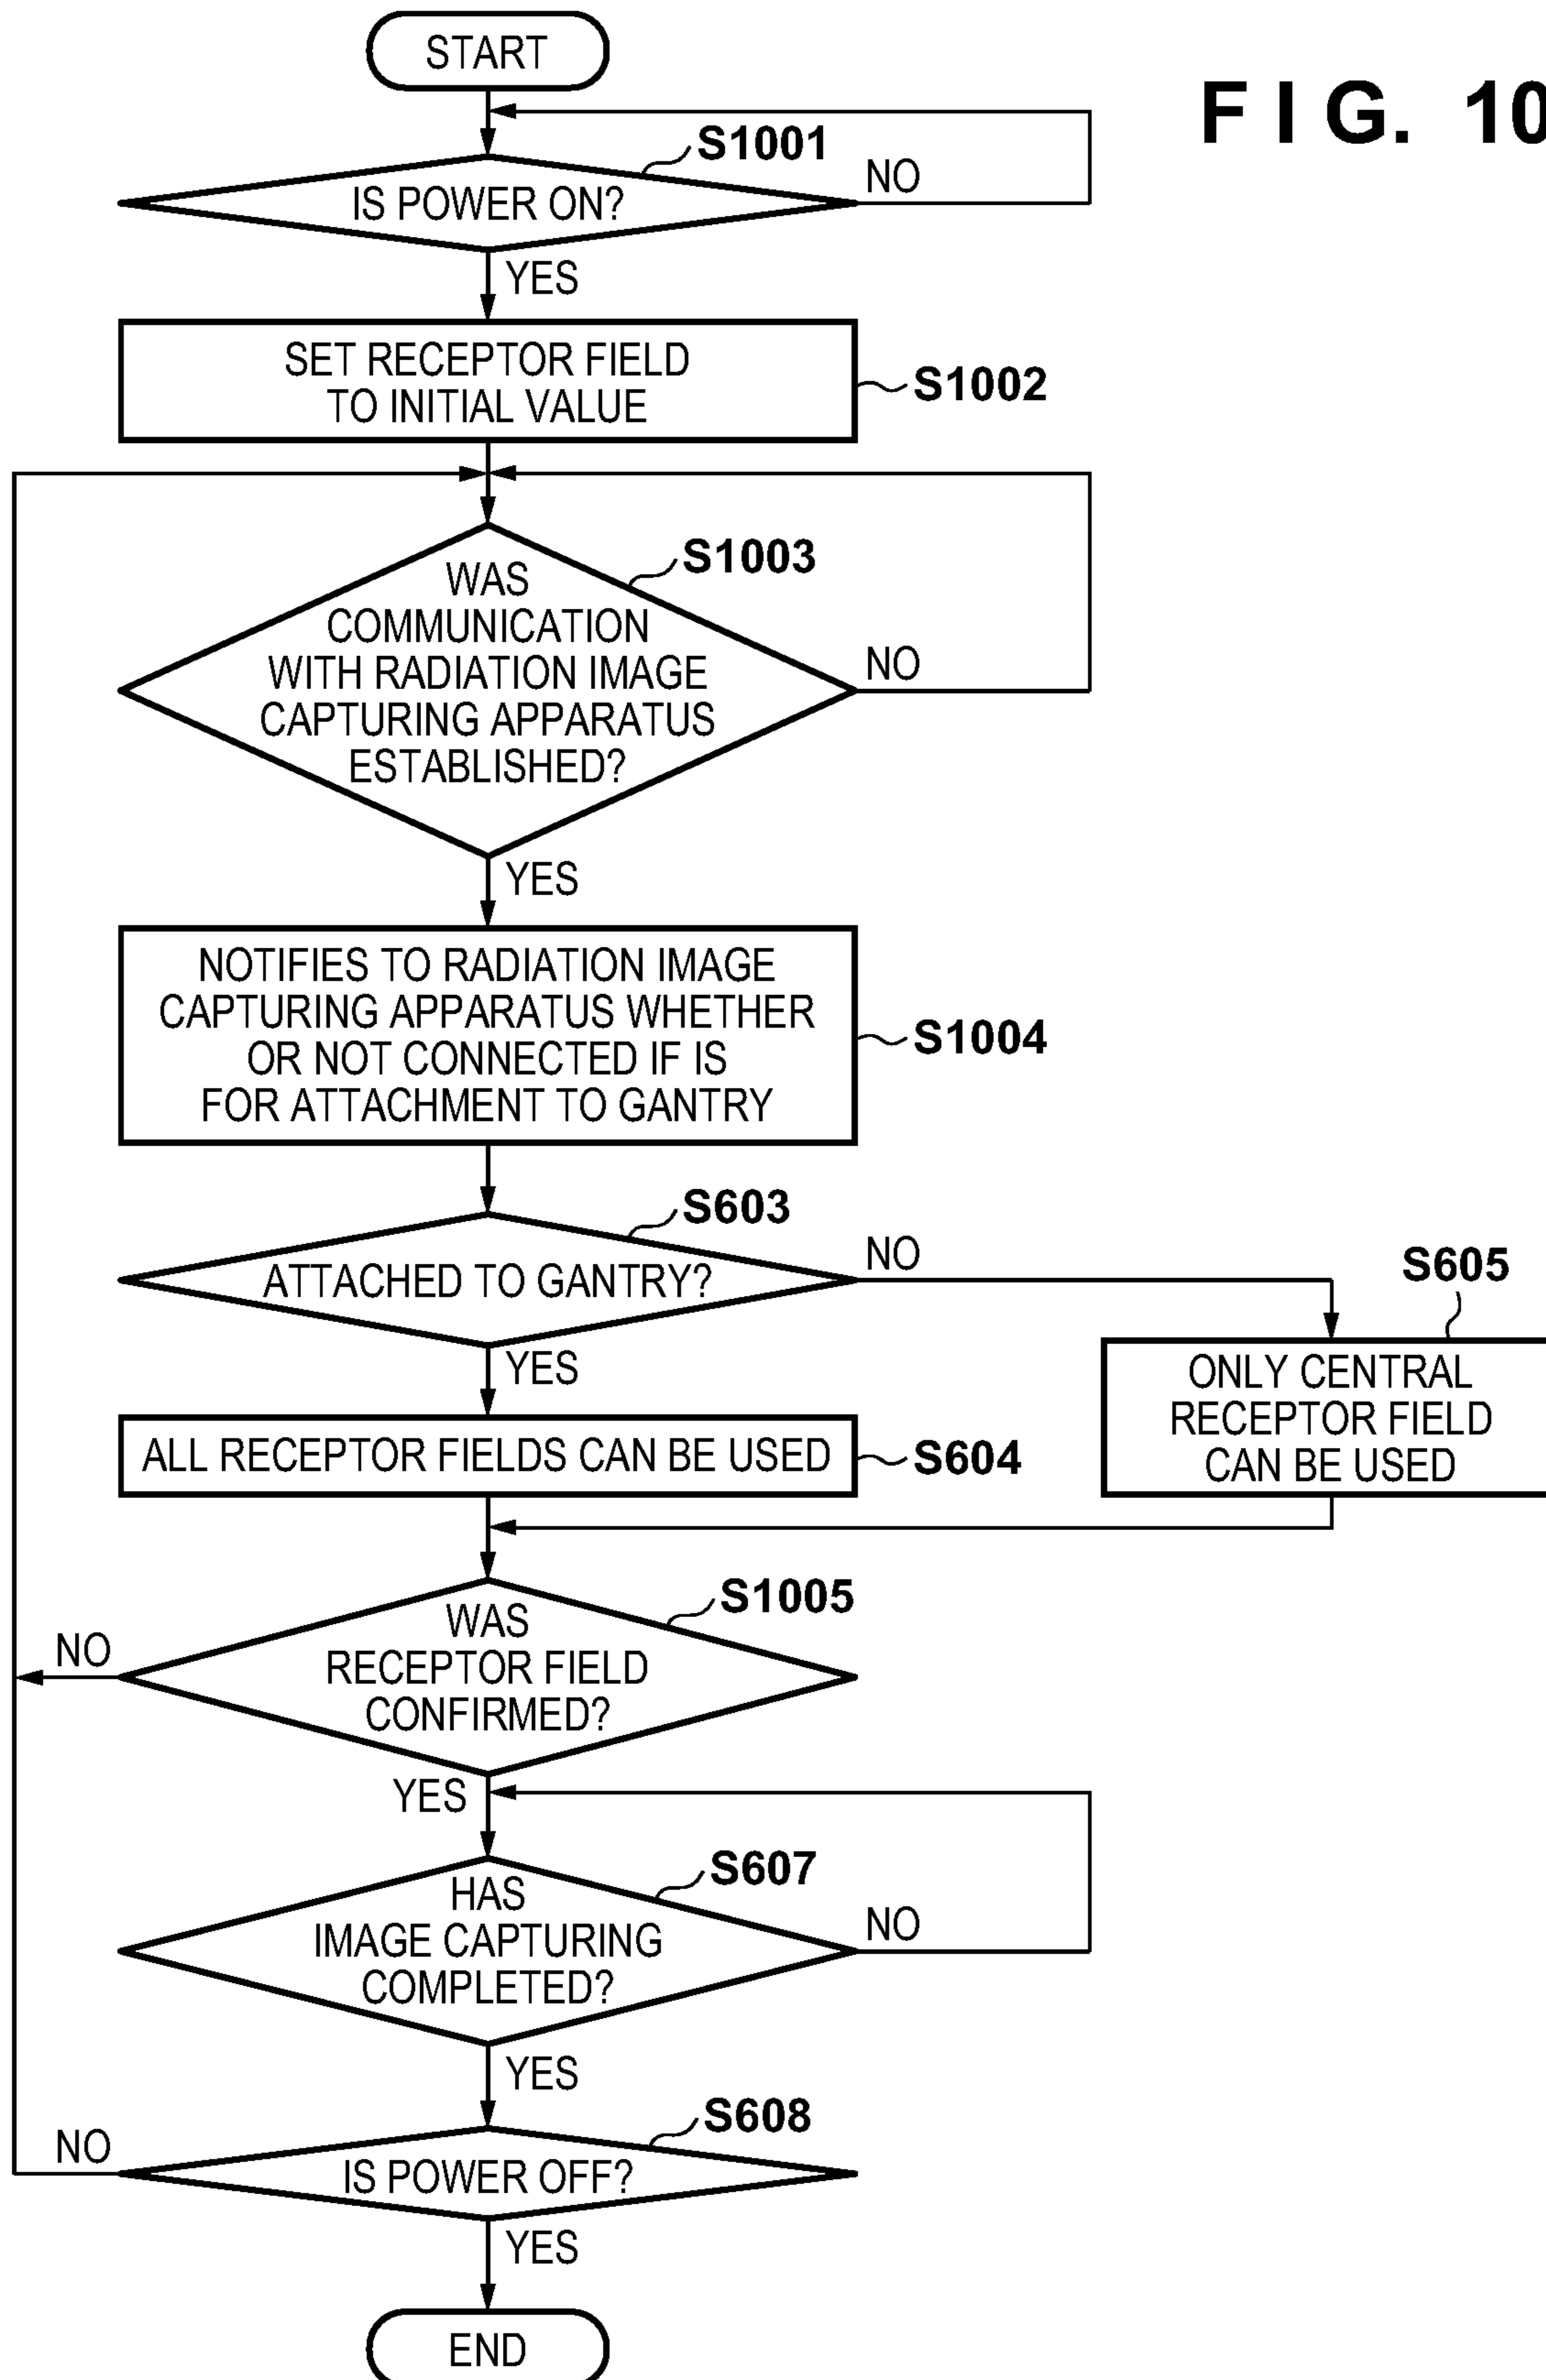 START
FIG. 10
S1001
IS POWER ON?
NO
YES
SET RECEPTOR FIELD
TO INITIAL VALUE
S1002
S1003
WAS
COMMUNICATION
WITH RADIATION IMAGE
CAPTURING APPARATUS
ESTABLISHED?
NO
YES
NOTIFIES TO RADIATION IMAGE
CAPTURING APPARATUS WHETHER
OR NOT CONNECTED IF IS
FOR ATTACHMENT TO GANTRY
S1004
S603
ATTACHED TO GANTRY?
NO
YES
S605
ONLY CENTRAL
RECEPTOR FIELD
CAN BE USED
ALL RECEPTOR FIELDS CAN BE USED
S604
S1005
WAS
RECEPTOR FIELD
CONFIRMED?
NO
YES
S607
HAS
IMAGE CAPTURING
COMPLETED?
NO
YES
S608
IS POWER OFF?
NO
YES
END